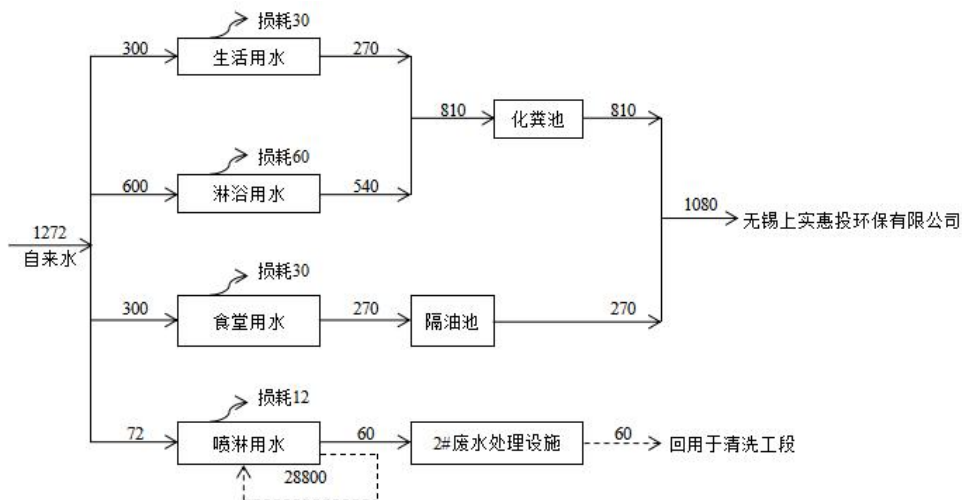 损耗30
300
生活用水
270
810
化粪池
810
损耗60
600
淋浴用水
540
1272
自来水
1080
无锡上实惠投环保有限公司
损耗30
300
食堂用水
270
隔油池
270
损耗12
72
喷淋用水
60
2#废水处理设施
60
回用于清洗工段
28800